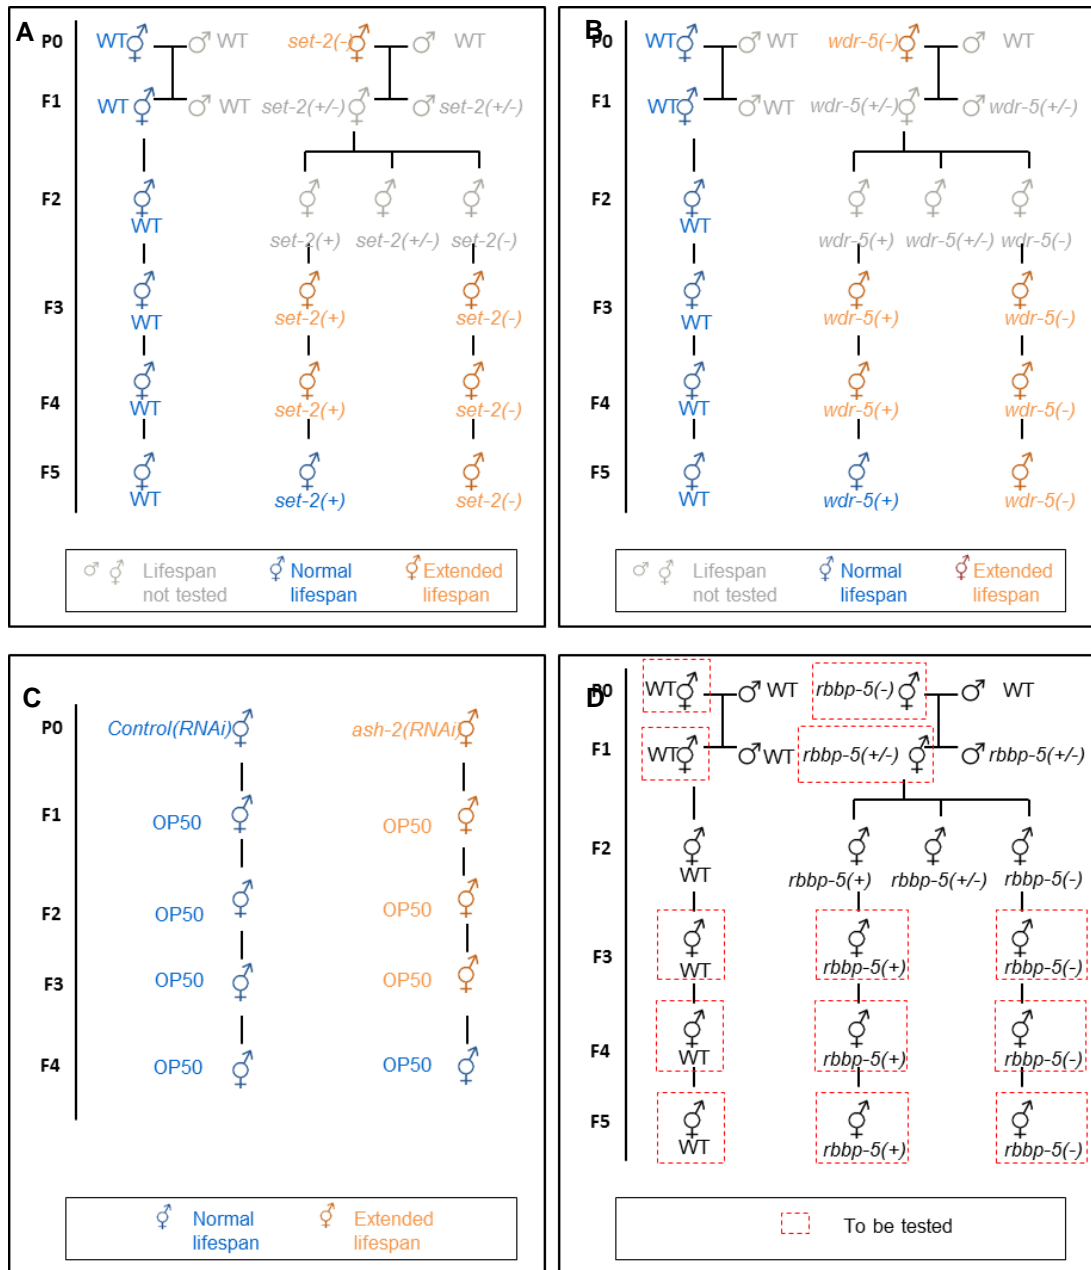 A
P0 WT WT set-2(-) WT
F1 WT WT set-2(+/-) set-2(+/-)
F2
WT
set-2(+) set-2(+/-) set-2(-)
F3
WT set-2(+) set-2(-)
F4
WT set-2(+) set-2(-)
F5
WT set-2(+) set-2(-)
Lifespan not tested
Normal lifespan
Extended lifespan
B
P0 WT WT wdr-5(-) WT
F1 WT WT wdr-5(+/-) wdr-5(+/-)
F2
WT
wdr-5(+) wdr-5(+/-) wdr-5(-)
F3
WT wdr-5(+) wdr-5(-)
F4
WT wdr-5(+) wdr-5(-)
F5
WT wdr-5(+) wdr-5(-)
Lifespan not tested
Normal lifespan
Extended lifespan
C
P0 Control(RNAi) ash-2(RNAi)
F1
OP50 OP50
F2
OP50 OP50
F3 OP50 OP50
F4 OP50 OP50
Normal lifespan
Extended lifespan
D
P0 WT WT rbbp-5(-) WT
F1 WT WT rbbp-5(+/-) rbbp-5(+/-)
F2
WT
rbbp-5(+) rbbp-5(+/-) rbbp-5(-)
F3
WT rbbp-5(+) rbbp-5(-)
F4
WT rbbp-5(+) rbbp-5(-)
F5
WT rbbp-5(+) rbbp-5(-)
To be tested